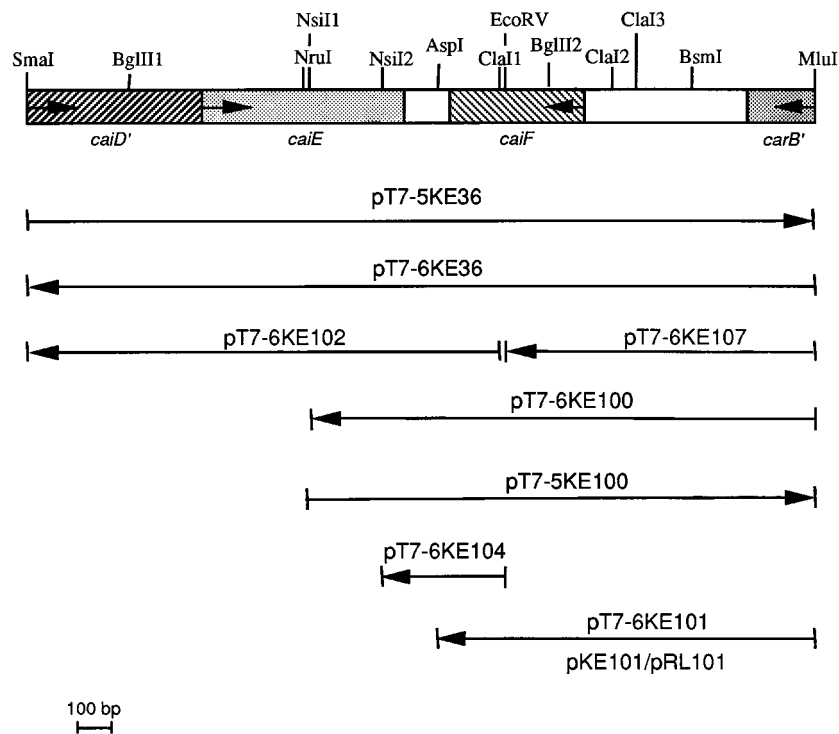 NsiI1 EcoRV ClaI3
SmaI BglII1 NruI NsiI2 AspI ClaI1 BglII2 ClaI2 BsmI MluI
caiD' caiE caiF carB'
pT7-5KE36
pT7-6KE36
pT7-6KE102 pT7-6KE107
pT7-6KE100
pT7-5KE100
pT7-6KE104
pT7-6KE101
pKE101/pRL101
100 bp